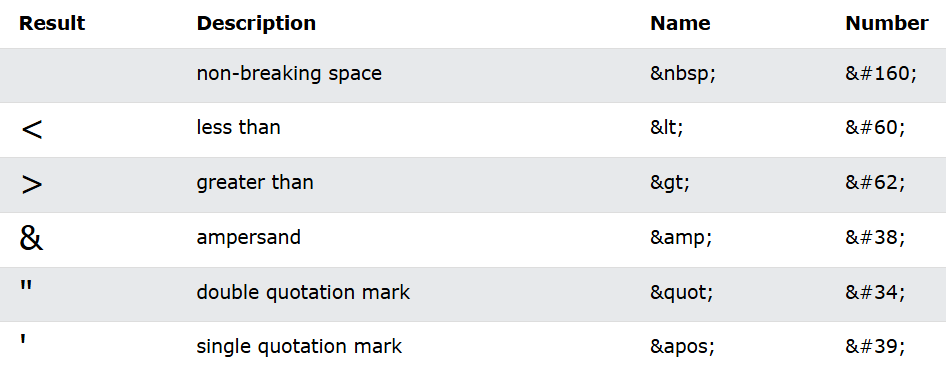 Result Description Name Number
non-breaking space &nbsp; &#160;
< less than &lt; &#60;
> greater than &gt; &#62;
& ampersand &amp; &#38;
" double quotation mark &quot; &#34;
' single quotation mark &apos; &#39;